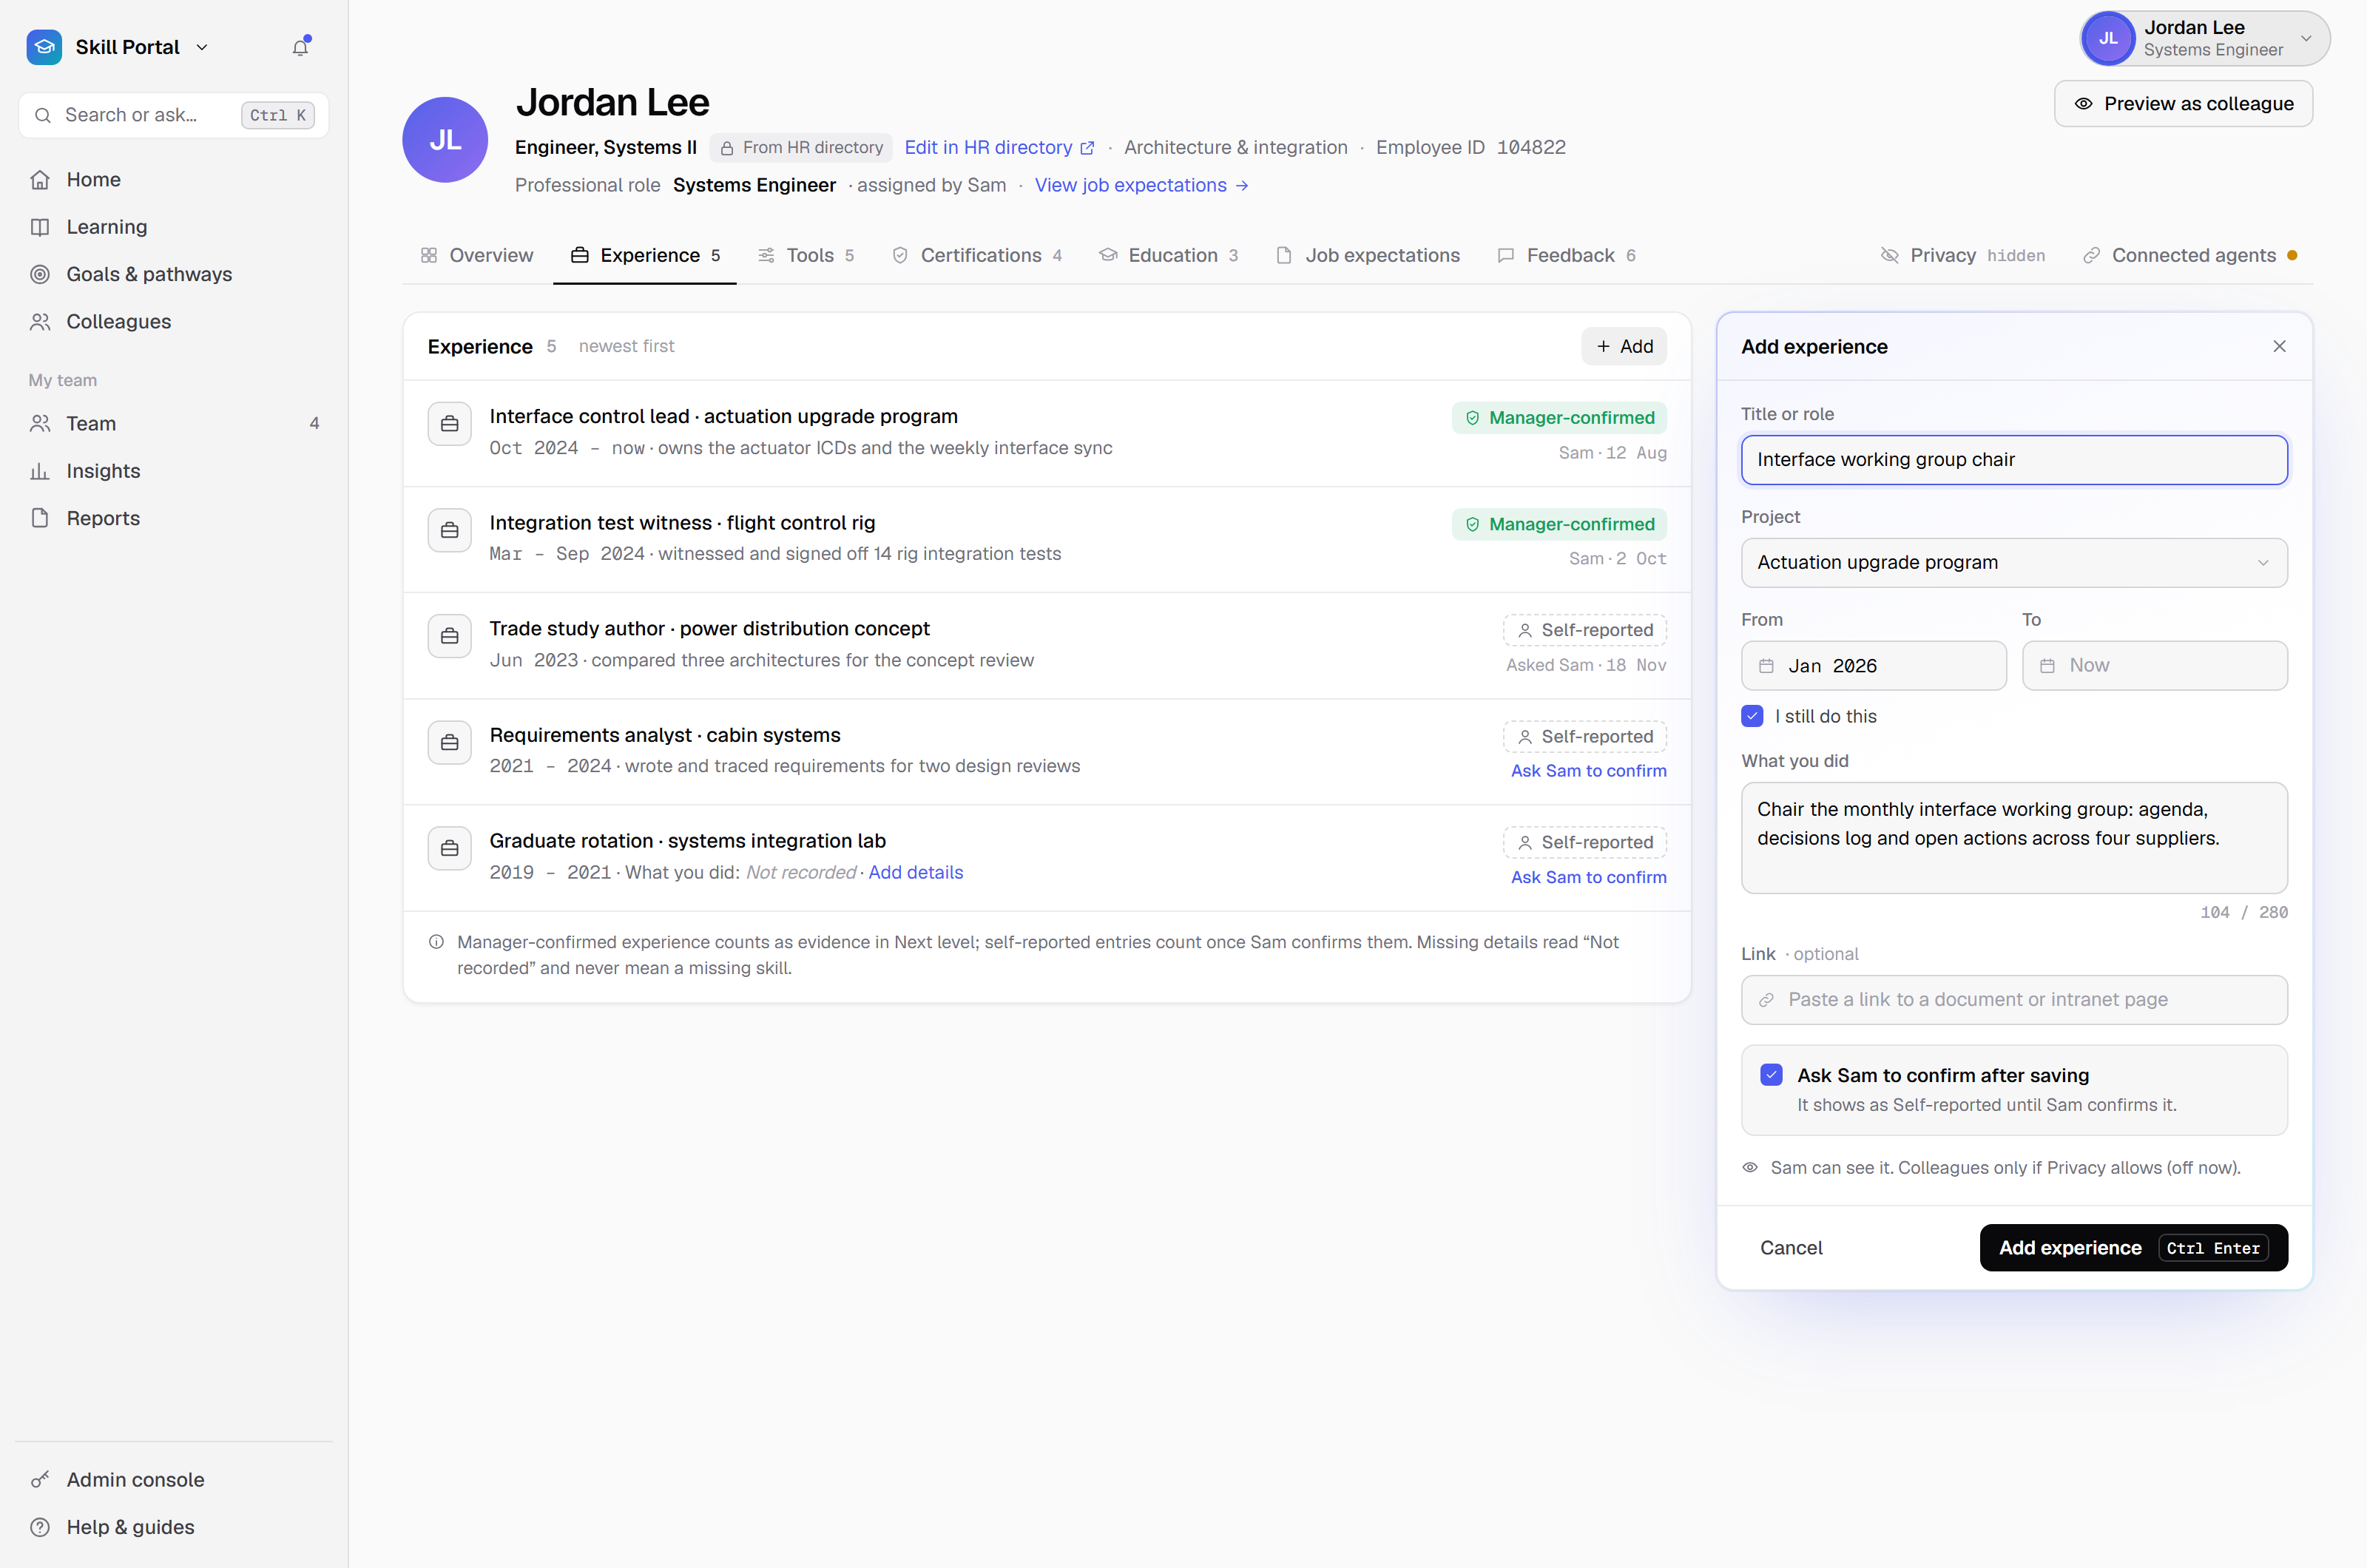 Skill Portal
Search or ask...
Ctrl K
Home
Learning
Goals & pathways
Colleagues
My team
Team 4
Insights
Reports
Admin console
Help & guides
JL
Jordan Lee
Systems Engineer
JL
Jordan Lee
Engineer, Systems II From HR directory Edit in HR directory · Architecture & integration · Employee ID 104822
Professional role Systems Engineer · assigned by Sam · View job expectations →
Preview as colleague
Overview
Experience 5
Tools 5
Certifications 4
Education 3
Job expectations
Feedback 6
Privacy hidden
Connected agents
Experience 5 newest first
+ Add
Interface control lead · actuation upgrade program
Oct 2024 – now · owns the actuator ICDs and the weekly interface sync
Manager-confirmed
Sam · 12 Aug
Integration test witness · flight control rig
Mar – Sep 2024 · witnessed and signed off 14 rig integration tests
Manager-confirmed
Sam · 2 Oct
Trade study author · power distribution concept
Jun 2023 · compared three architectures for the concept review
Self-reported
Asked Sam · 18 Nov
Requirements analyst · cabin systems
2021 – 2024 · wrote and traced requirements for two design reviews
Self-reported
Ask Sam to confirm
Graduate rotation · systems integration lab
2019 – 2021 · What you did: Not recorded · Add details
Self-reported
Ask Sam to confirm
Manager-confirmed experience counts as evidence in Next level; self-reported entries count once Sam confirms them. Missing details read “Not
recorded” and never mean a missing skill.
Add experience
Title or role
Interface working group chair
Project
Actuation upgrade program
From To
Jan 2026 Now
I still do this
What you did
Chair the monthly interface working group: agenda,
decisions log and open actions across four suppliers.
104 / 280
Link · optional
Paste a link to a document or intranet page
Ask Sam to confirm after saving
It shows as Self-reported until Sam confirms it.
Sam can see it. Colleagues only if Privacy allows (off now).
Cancel
Add experience Ctrl Enter